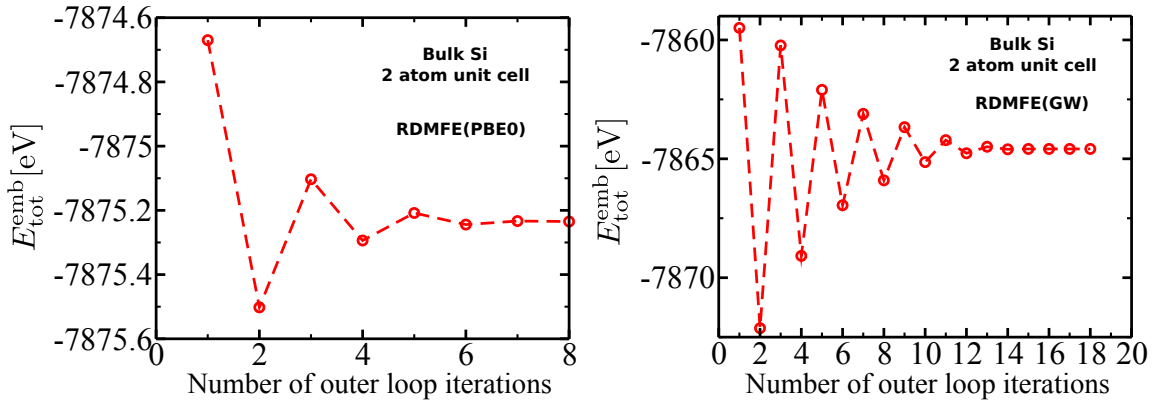 -7874.6
-7874.8
-7875
-7875.2
-7875.4
-7875.6
E_tot^emb [eV]
Bulk Si
2 atom unit cell
RDMFE(PBE0)
0 2 4 6 8
Number of outer loop iterations
-7860
-7865
-7870
E_tot^emb [eV]
Bulk Si
2 atom unit cell
RDMFE(GW)
0 2 4 6 8 10 12 14 16 18 20
Number of outer loop iterations